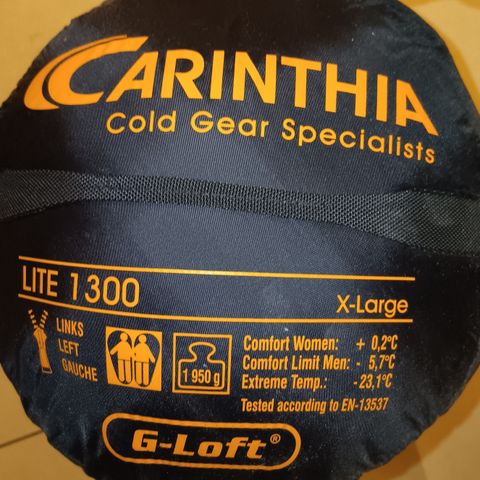 CARINTHIA
Cold Gear Specialists
LITE 1300
X-Large
LINKS
LEFT
GAUCHE
1 950 g
Comfort Women: + 0,2°C
Comfort Limit Men: - 5,7°C
Extreme Temp.: - 23,1°C
Tested according to EN-13537
G-LOFT®